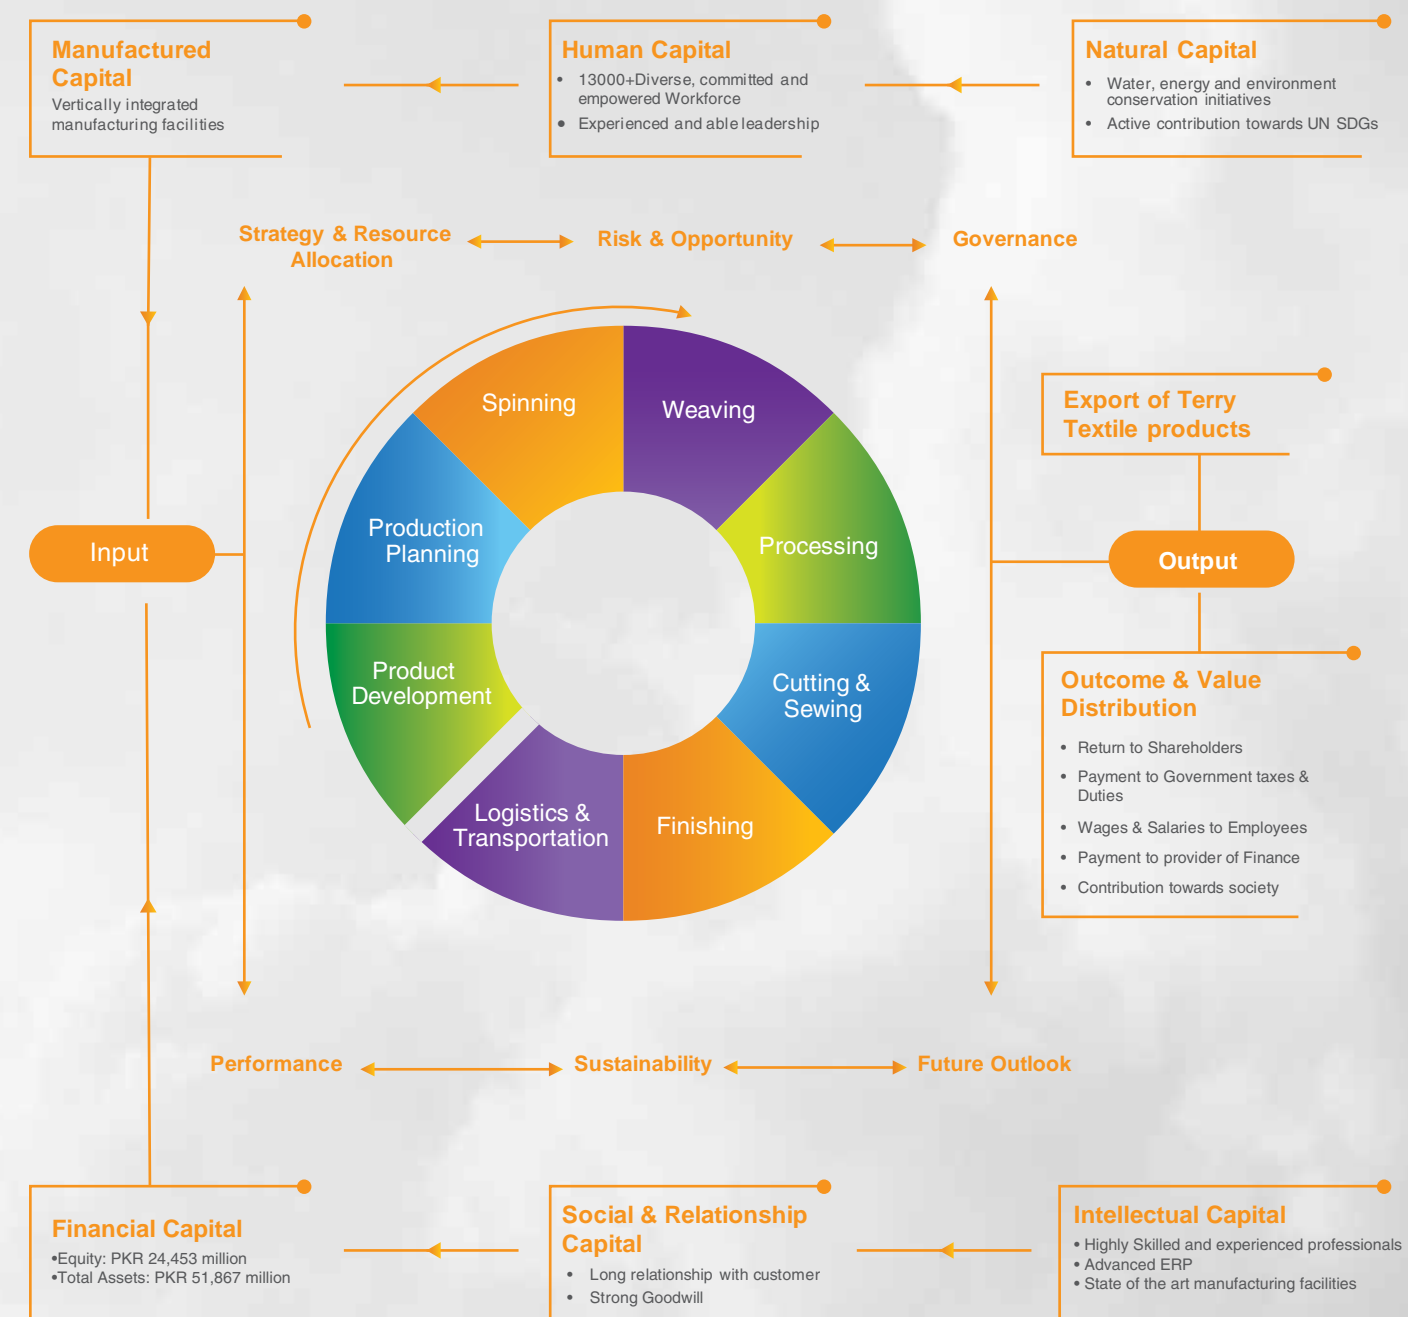 Manufactured
Capital
Vertically integrated
manufacturing facilities
Human Capital
• 13000+Diverse, committed and
empowered Workforce
• Experienced and able leadership
Natural Capital
• Water, energy and environment
conservation initiatives
• Active contribution towards UN SDGs
Strategy & Resource
Allocation
Risk & Opportunity
Governance
Spinning
Weaving
Processing
Cutting &
Sewing
Finishing
Logistics &
Transportation
Product
Development
Production
Planning
Input
Export of Terry
Textile products
Output
Outcome & Value
Distribution
• Return to Shareholders
• Payment to Government taxes &
Duties
• Wages & Salaries to Employees
• Payment to provider of Finance
• Contribution towards society
Performance
Sustainability
Future Outlook
Financial Capital
•Equity: PKR 24,453 million
•Total Assets: PKR 51,867 million
Social & Relationship
Capital
• Long relationship with customer
• Strong Goodwill
Intellectual Capital
• Highly Skilled and experienced professionals
• Advanced ERP
• State of the art manufacturing facilities